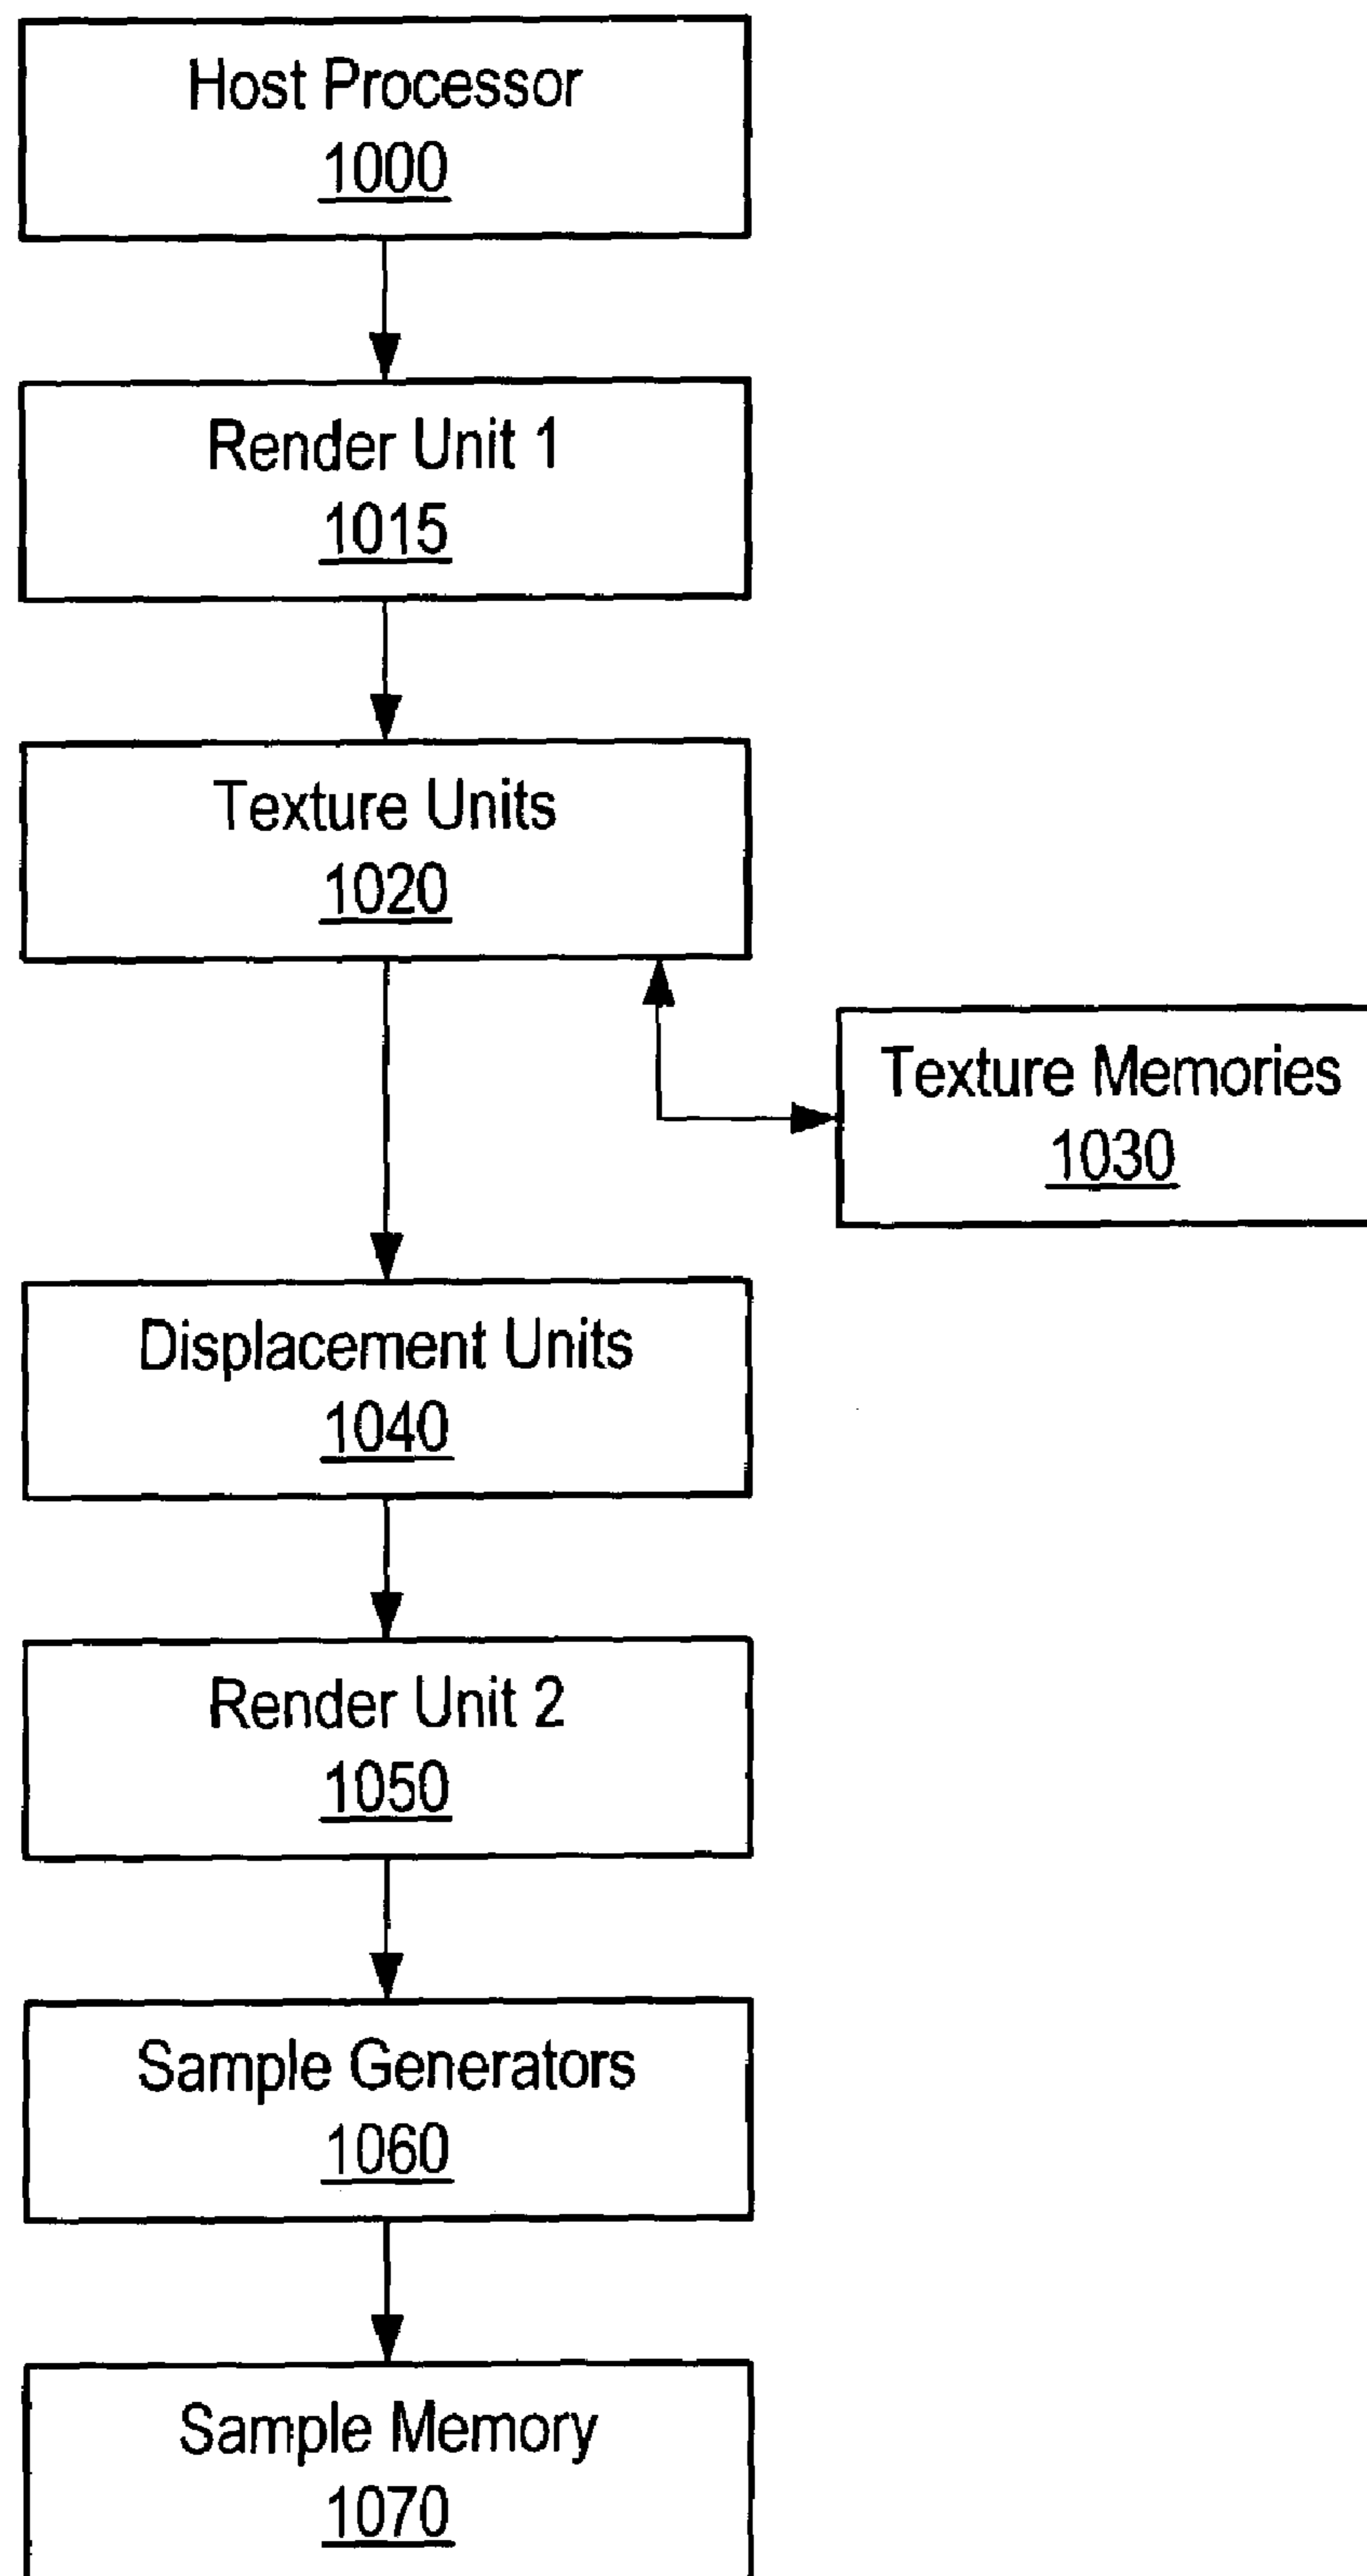 Host Processor
1000
Render Unit 1
1015
Texture Units
1020
Texture Memories
1030
Displacement Units
1040
Render Unit 2
1050
Sample Generators
1060
Sample Memory
1070